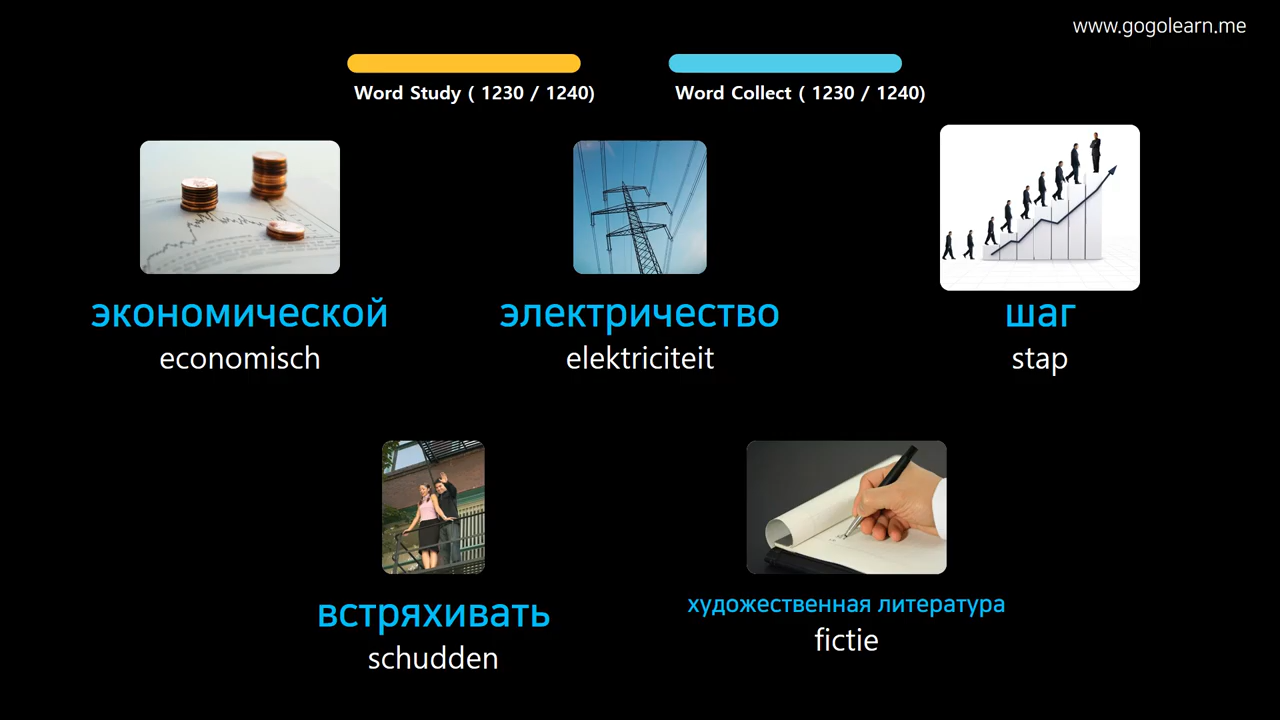 www.gogolearn.me
Word Study ( 1230 / 1240)
Word Collect ( 1230 / 1240)
экономической
economisch
электричество
elektriciteit
шаг
stap
встряхивать
schudden
художественная литература
fictie